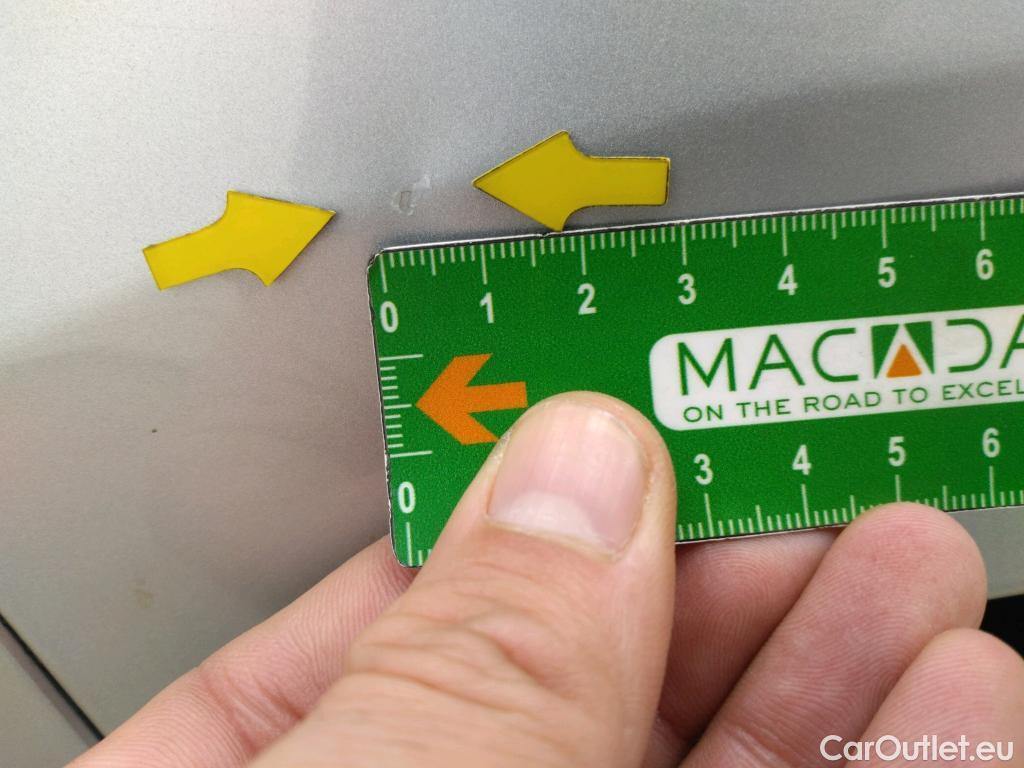 0 1 2 3 4 5 6
MACADA
ON THE ROAD TO EXCEL
0 3 4 5 6
CarOutlet.eu